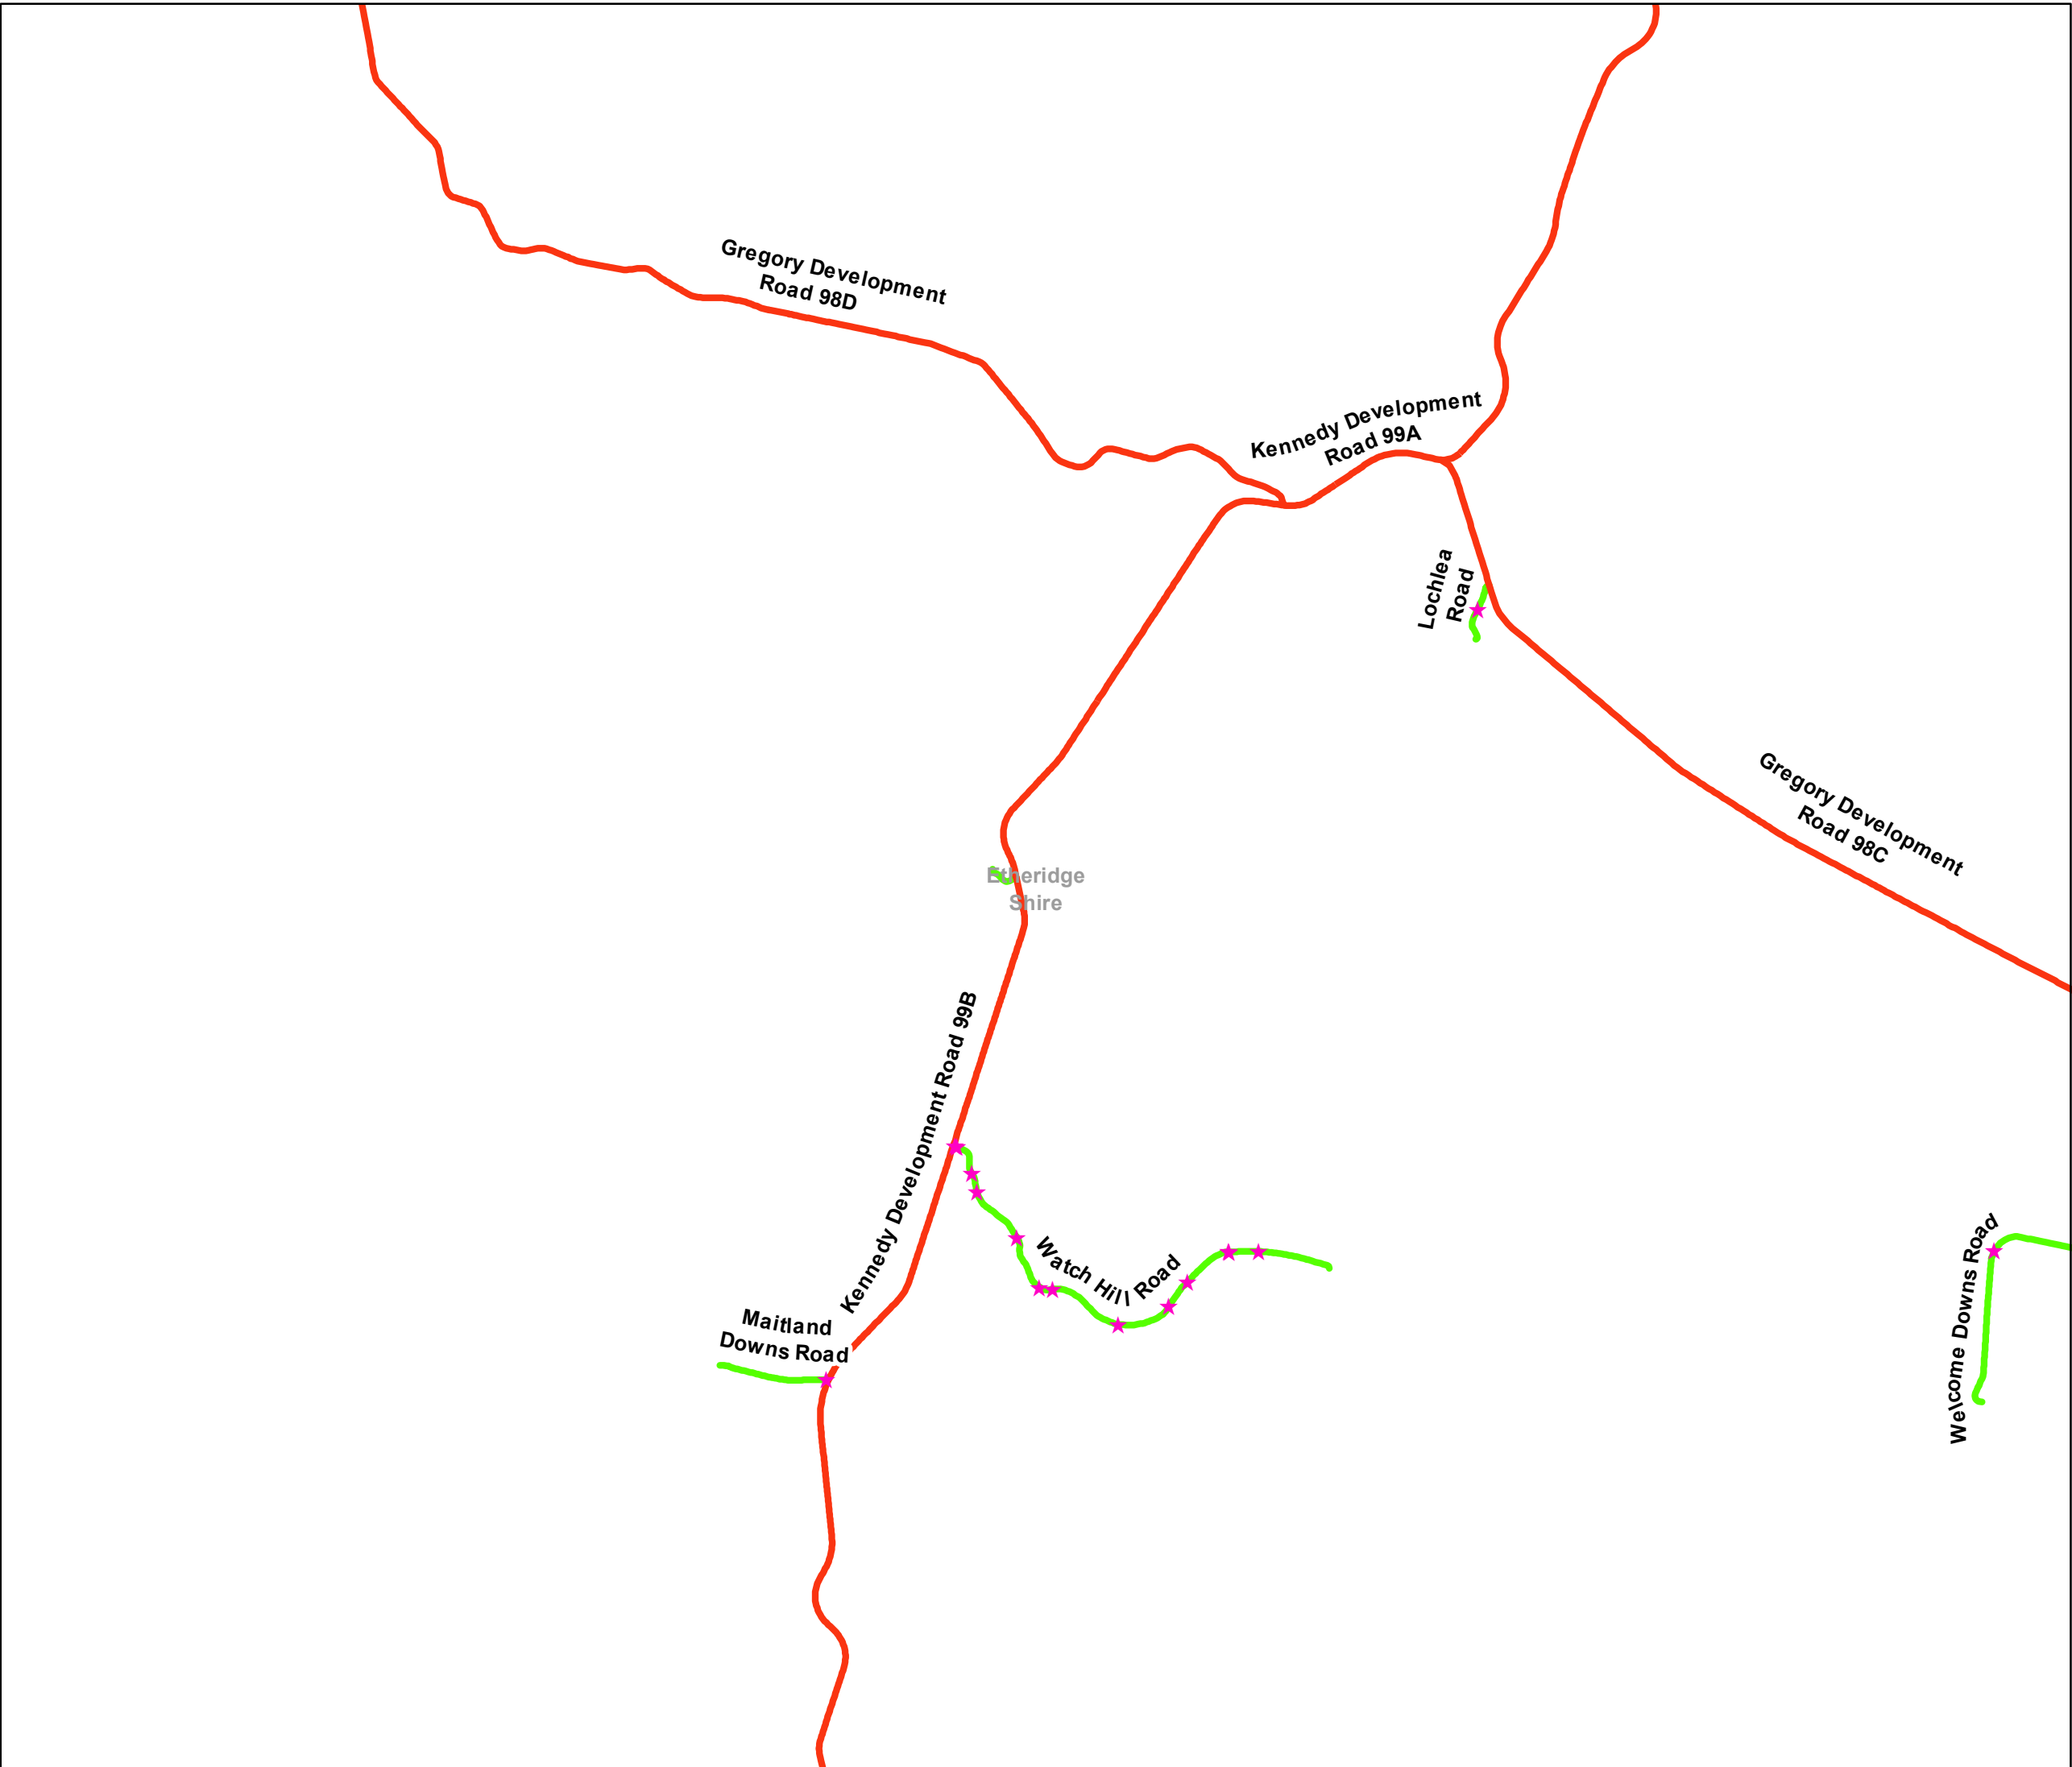 Gregory Development
Road 98D
Kennedy Development
Road 99A
Lochlea
Road
Gregory Development
Road 98C
Etheridge
Shire
Kennedy Development Road 99B
Watch Hill Road
Welcome Downs Road
Maitland
Downs Road